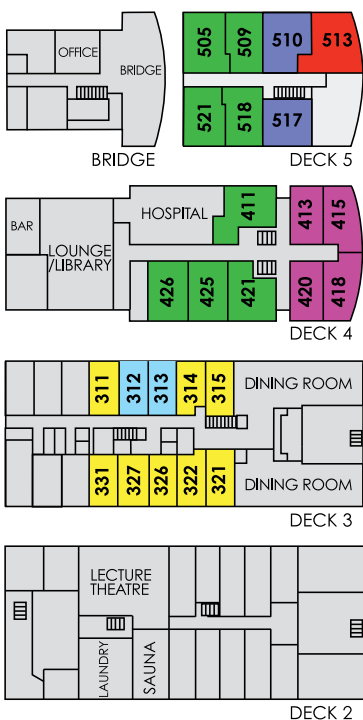 OFFICE
BRIDGE
BRIDGE
505
509
510
513
521
518
517
DECK 5
HOSPITAL
411
413
415
BAR
LOUNGE
/LIBRARY
426
425
421
420
418
DECK 4
311
312
313
314
315
DINING ROOM
331
327
326
322
321
DINING ROOM
DECK 3
LECTURE
THEATRE
LAUNDRY
SAUNA
DECK 2